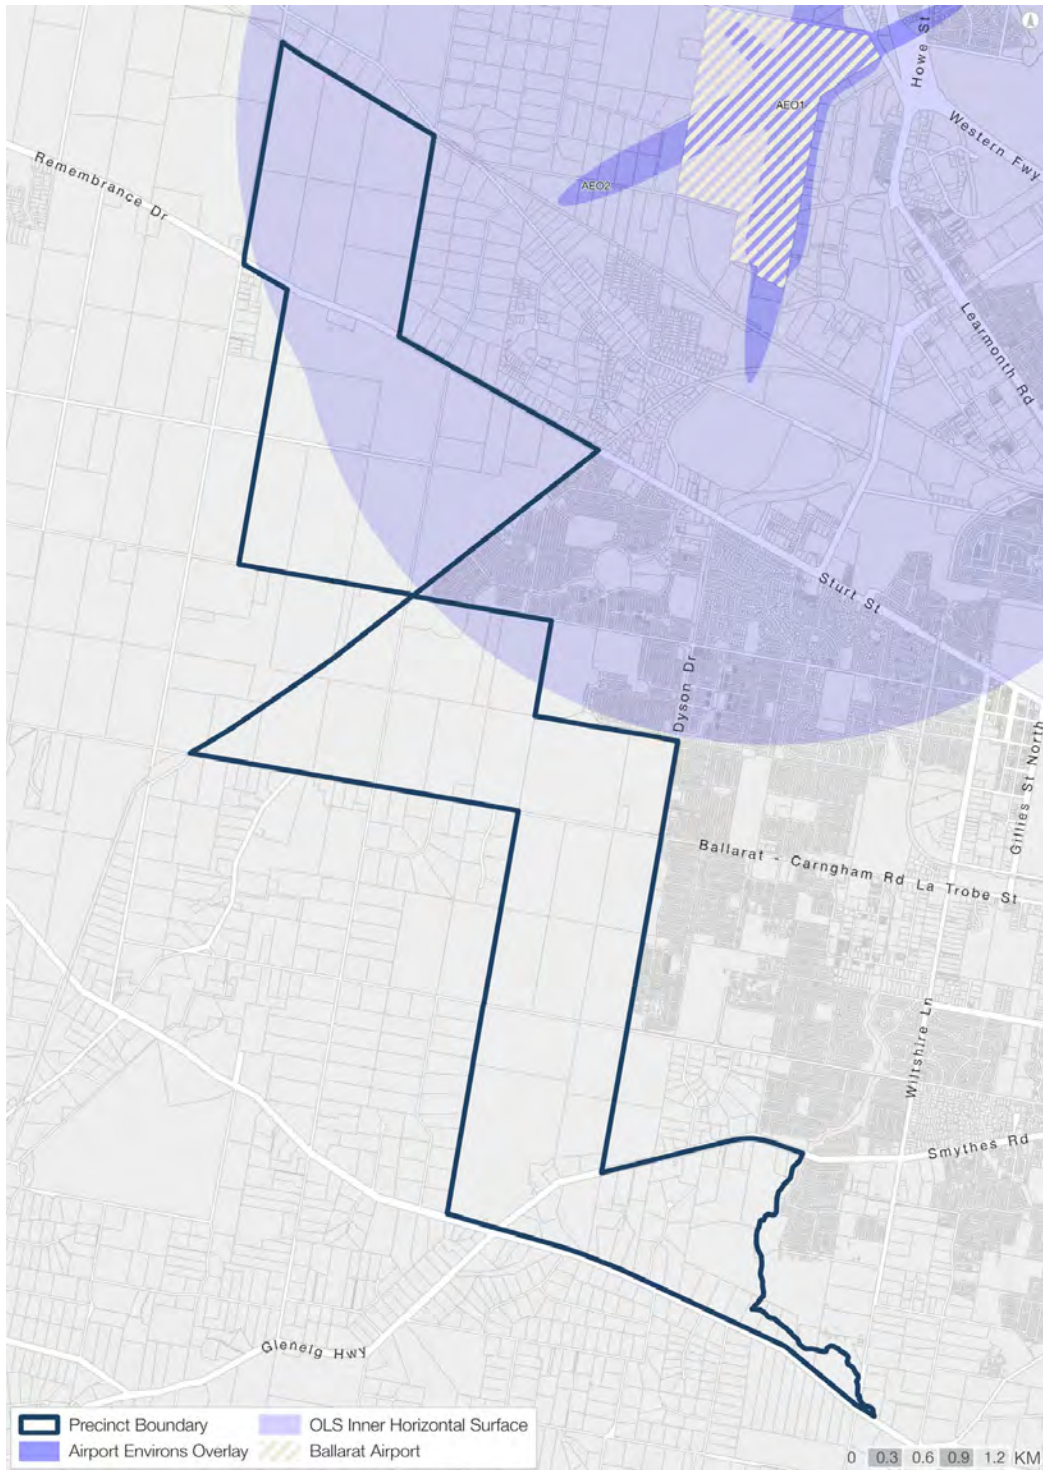 Howe St
AEO1
Western Fwy
Remembrance Dr
AEO2
Learmonth Rd
Sturt St
Dyson Dr
Gillies St North
Ballarat - Carngham Rd La Trobe St
Wiltshire Ln
Smythes Rd
Glenelg Hwy
Precinct Boundary
OLS Inner Horizontal Surface
Airport Environs Overlay
Ballarat Airport
0 0.3 0.6 0.9 1.2 KM